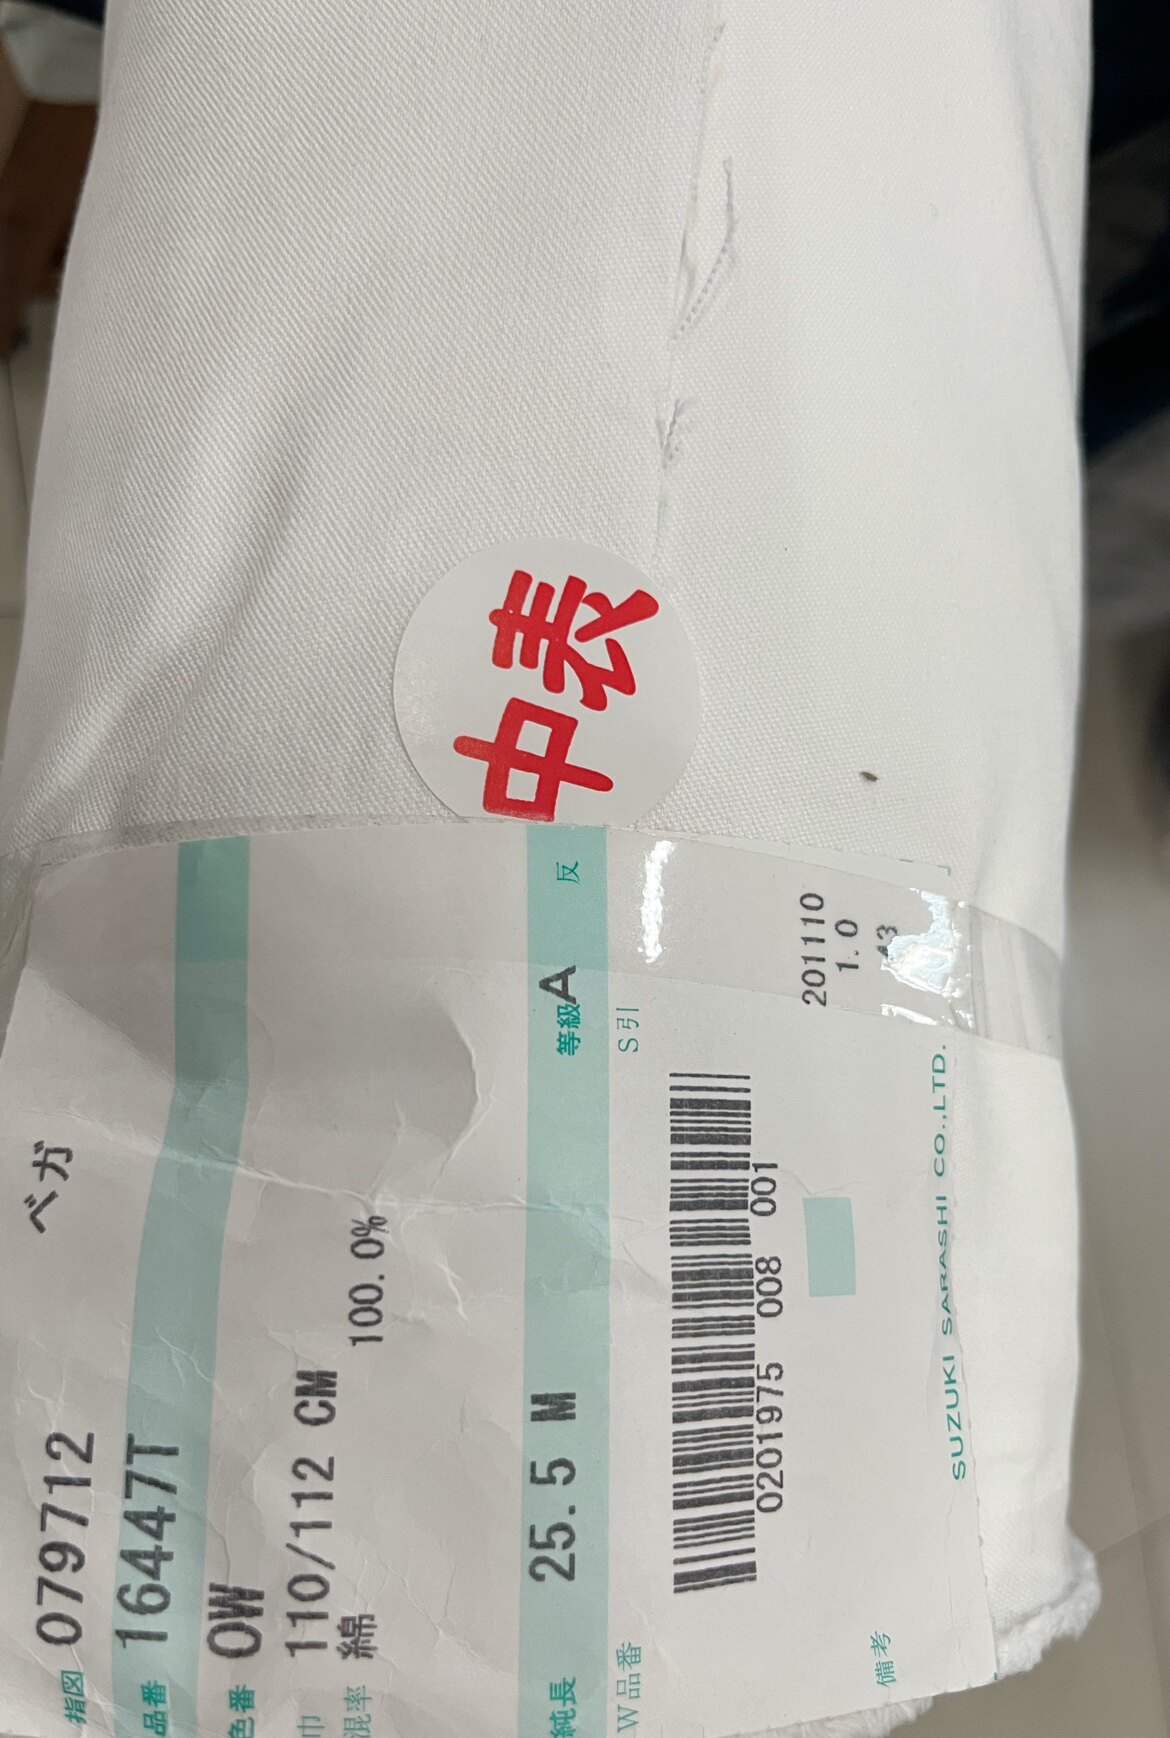 中表
指図 079712 ベガ
品番 16447T
色番 OW
巾 110/112 CM
混率 綿 100.0%
純長 25.5 M 等級A 反
W品番 S引
0201975 008 001
201110
1.0
備考
SUZUKI SARASHI CO.,LTD.